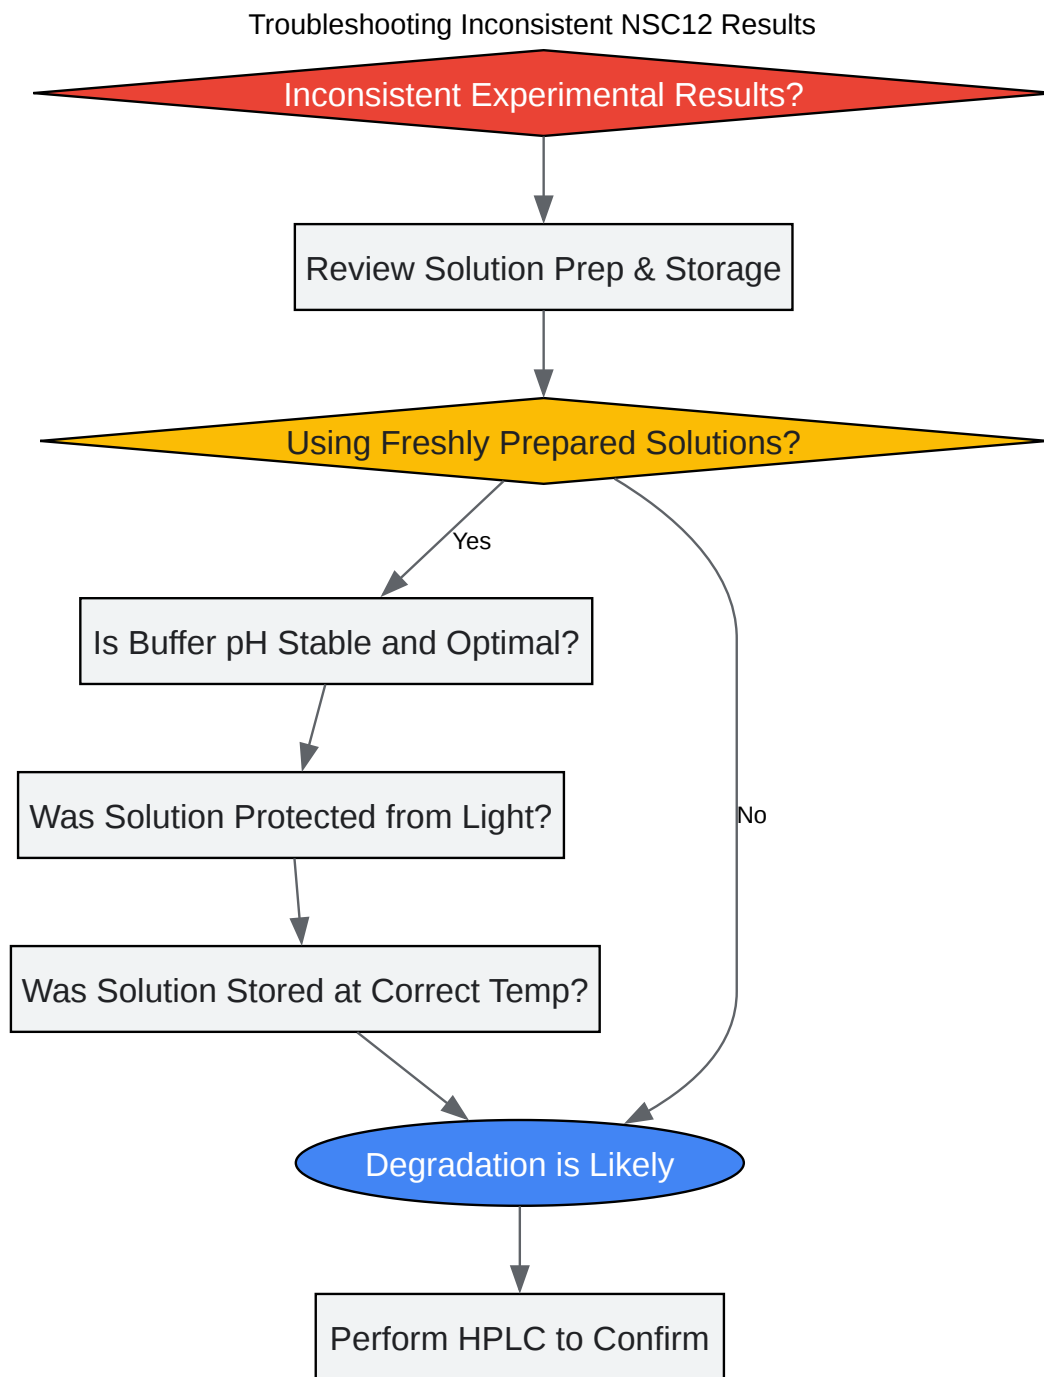 Troubleshooting Inconsistent NSC12 Results
Inconsistent Experimental Results?
Review Solution Prep & Storage
Using Freshly Prepared Solutions?
Yes
Is Buffer pH Stable and Optimal?
Was Solution Protected from Light?
No
Was Solution Stored at Correct Temp?
Degradation is Likely
Perform HPLC to Confirm